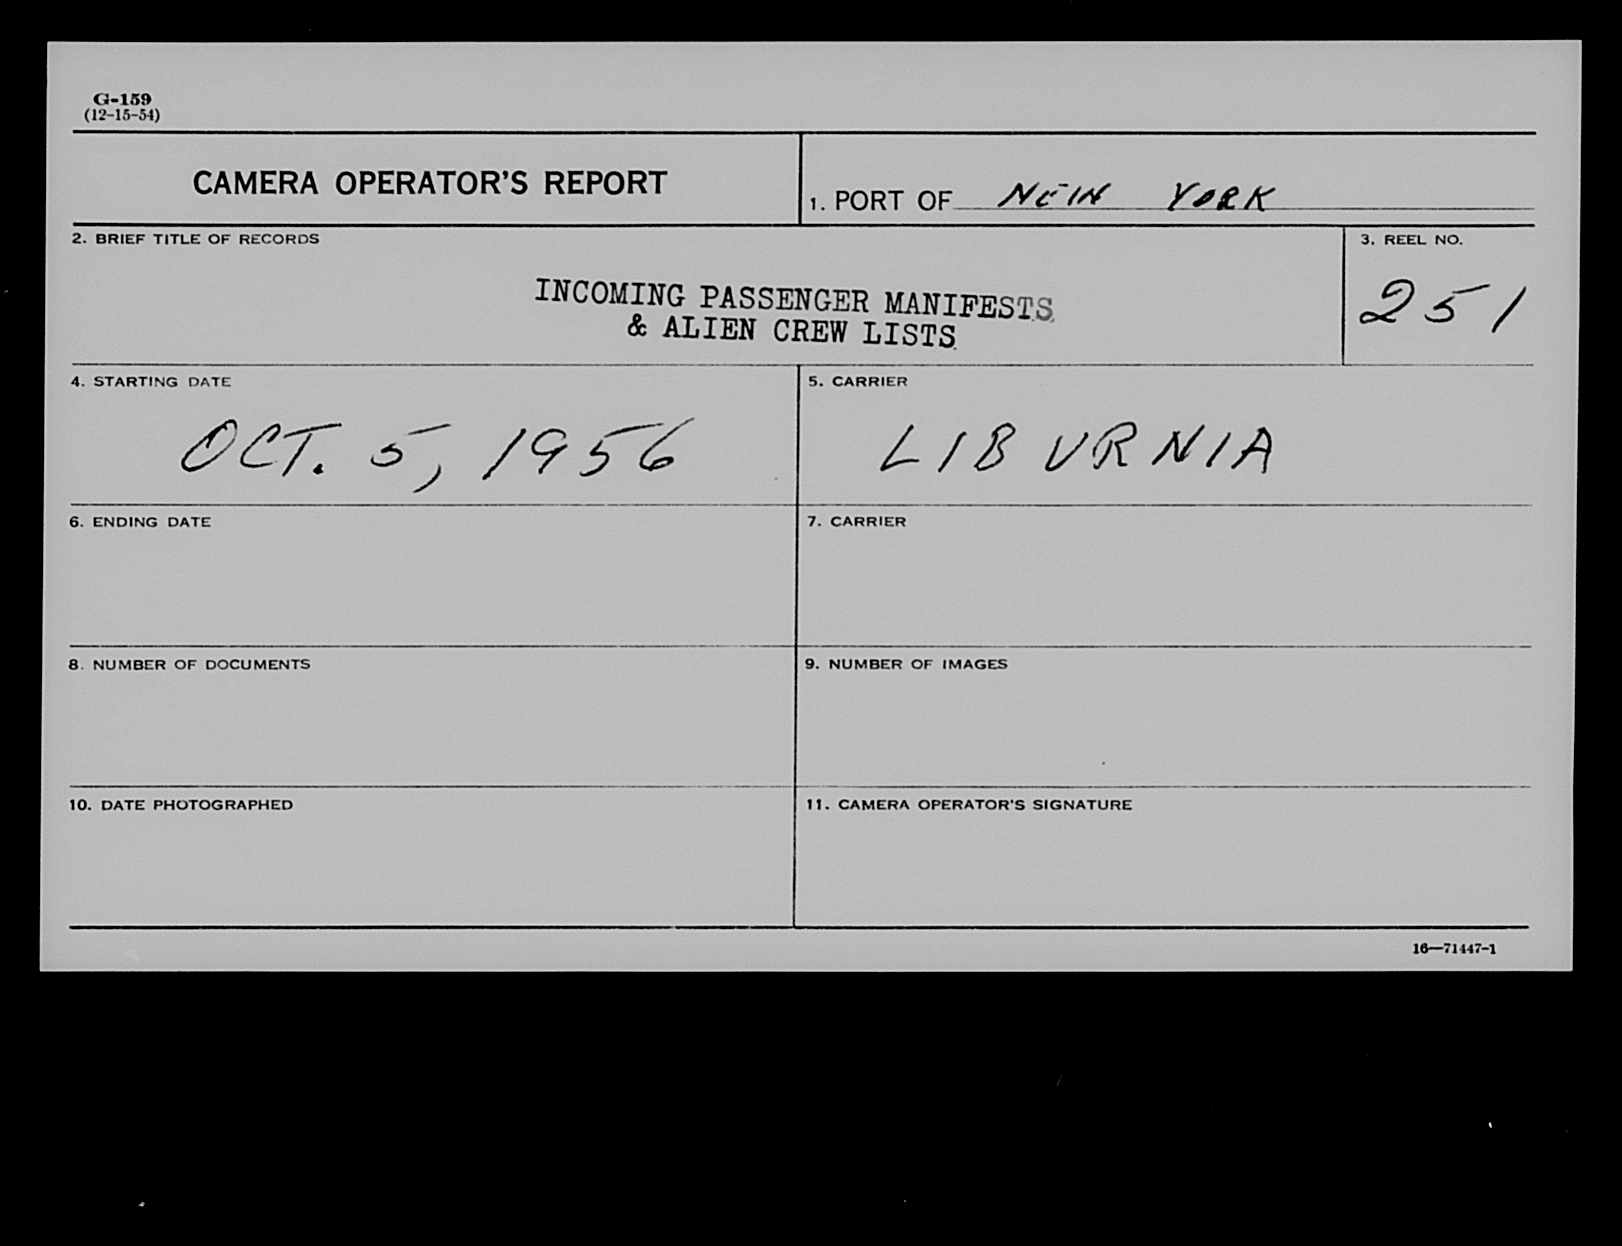 G-159
(12-15-54)
CAMERA OPERATOR'S REPORT
1. PORT OF NEW YORK
2. BRIEF TITLE OF RECORDS
INCOMING PASSENGER MANIFESTS
& ALIEN CREW LISTS
3. REEL NO.
251
4. STARTING DATE
OCT. 5, 1956
5. CARRIER
LIBURNIA
6. ENDING DATE
7. CARRIER
8. NUMBER OF DOCUMENTS
9. NUMBER OF IMAGES
10. DATE PHOTOGRAPHED
11. CAMERA OPERATOR'S SIGNATURE
16—71447-1